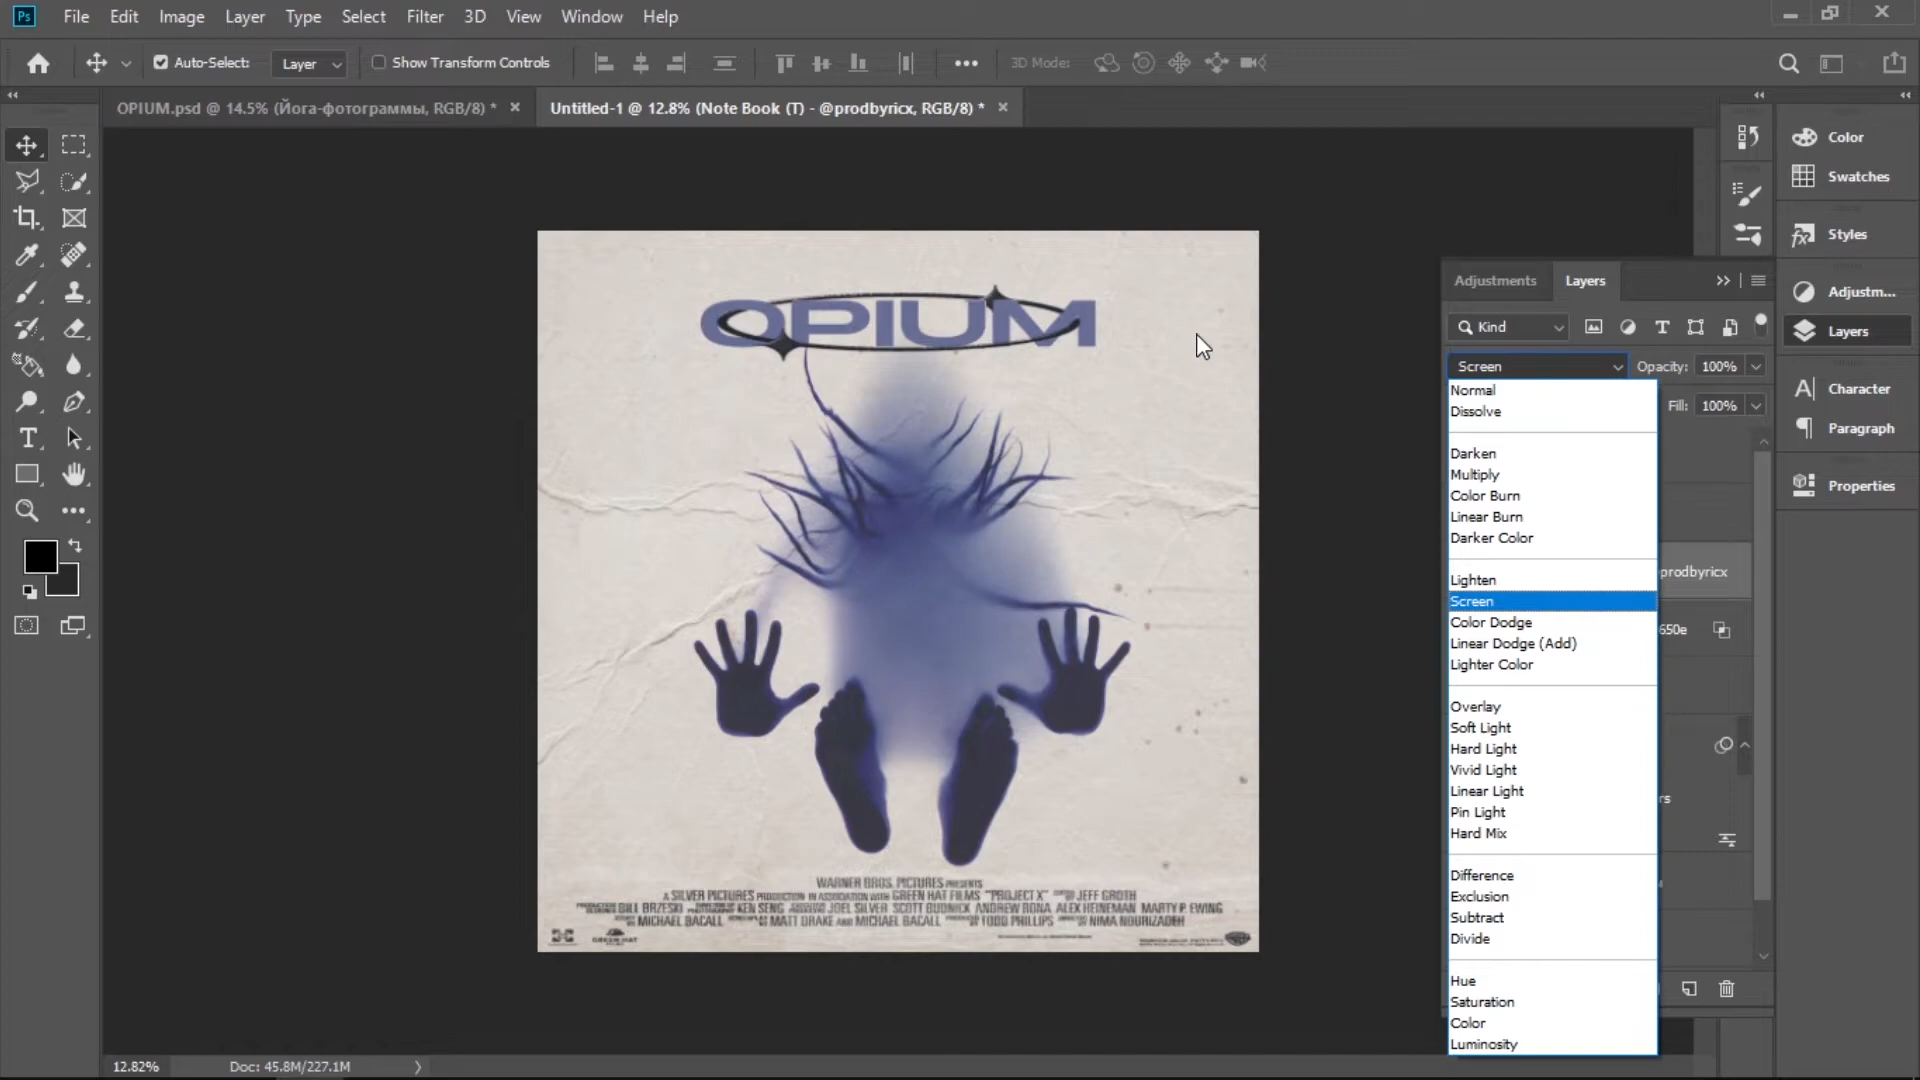 Ps File Edit Image Layer Type Select Filter 3D View Window Help
Auto-Select: Layer Show Transform Controls 3D Mode:
OPIUM.psd @ 14.5% (Йога-фотограммы, RGB/8) *
Untitled-1 @ 12.8% (Note Book (T) - @prodbyricx, RGB/8) *
Color
Swatches
Styles
Adjustm...
Layers
Character
Paragraph
Properties
Adjustments Layers
Kind
Screen Opacity: 100%
Fill: 100%
Normal
Dissolve
Darken
Multiply
Color Burn
Linear Burn
Darker Color
Lighten
Screen
Color Dodge
Linear Dodge (Add)
Lighter Color
Overlay
Soft Light
Hard Light
Vivid Light
Linear Light
Pin Light
Hard Mix
Difference
Exclusion
Subtract
Divide
Hue
Saturation
Color
Luminosity
prodbyricx
650e
rs
OPIUM
WARNER BROS. PICTURES PRESENTS
A SILVER PICTURES PRODUCTION IN ASSOCIATION WITH GREEN HAT FILMS "PROJECT X" JEFF GROTH
BILL BRZESKI KEN SENG JOEL SILVER SCOTT BUDNICK ANDREW RONA ALEX HEINEMAN MARTY P. EWING
MICHAEL BACALL MATT DRAKE AND MICHAEL BACALL TODD PHILLIPS NIMA NOURIZADEH
GREEN HAT
12.82% Doc: 45.8M/227.1M